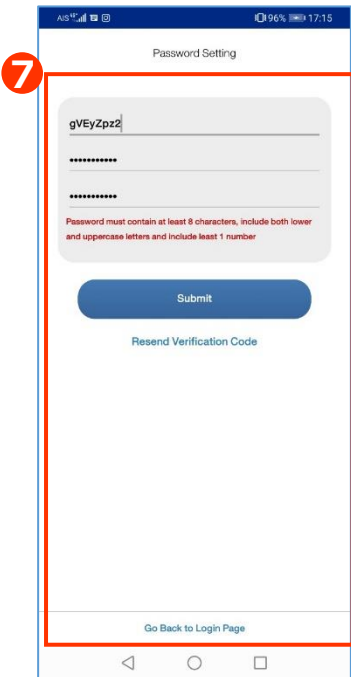 AIS 96% 17:15
Password Setting
7
gVEyZpz2
•••••••••••
•••••••••••
Password must contain at least 8 characters, include both lower
and uppercase letters and include least 1 number
Submit
Resend Verification Code
Go Back to Login Page